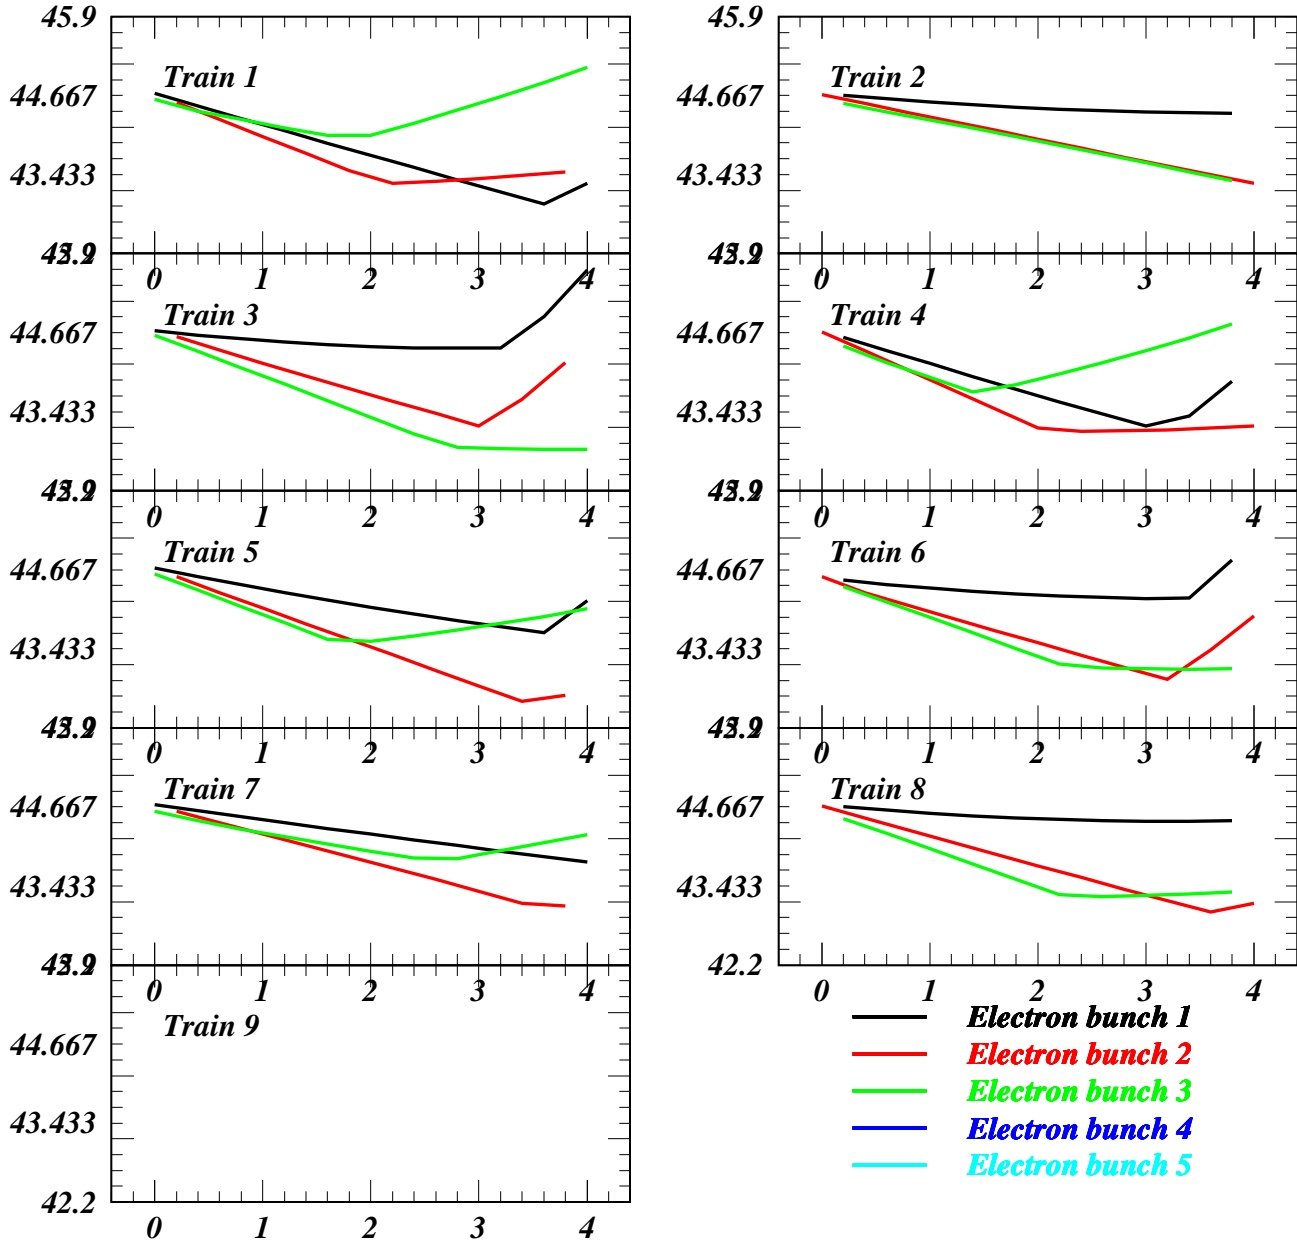 45.9
Train 1
44.667
43.433
0 1 2 3 4
45.9
Train 2
44.667
43.433
0 1 2 3 4
Train 3
44.667
43.433
0 1 2 3 4
Train 4
44.667
43.433
0 1 2 3 4
Train 5
44.667
43.433
0 1 2 3 4
Train 6
44.667
43.433
0 1 2 3 4
Train 7
44.667
43.433
0 1 2 3 4
Train 8
44.667
43.433
42.2
0 1 2 3 4
Train 9
44.667
43.433
42.2
0 1 2 3 4
Electron bunch 1
Electron bunch 2
Electron bunch 3
Electron bunch 4
Electron bunch 5